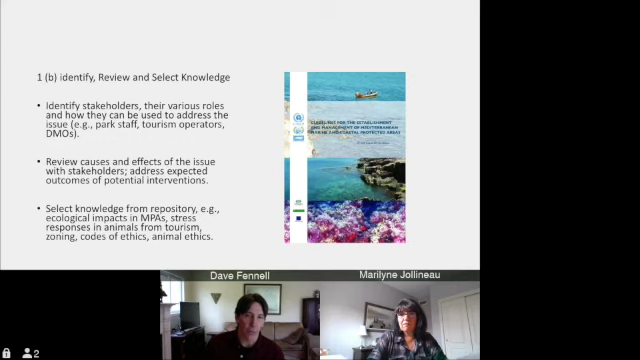 1 (b) identify, Review and Select Knowledge
• Identify stakeholders, their various roles
and how they can be used to address the
issue (e.g., park staff, tourism operators,
DMOs).
• Review causes and effects of the issue
with stakeholders; address expected
outcomes of potential interventions.
• Select knowledge from repository, e.g.,
ecological impacts in MPAs, stress
responses in animals from tourism,
zoning, codes of ethics, animal ethics.
GUIDELINES FOR THE ESTABLISHMENT
AND MANAGEMENT OF MEDITERRANEAN
MARINE AND COASTAL PROTECTED AREAS
Dave Fennell
Marilyne Jollineau
2